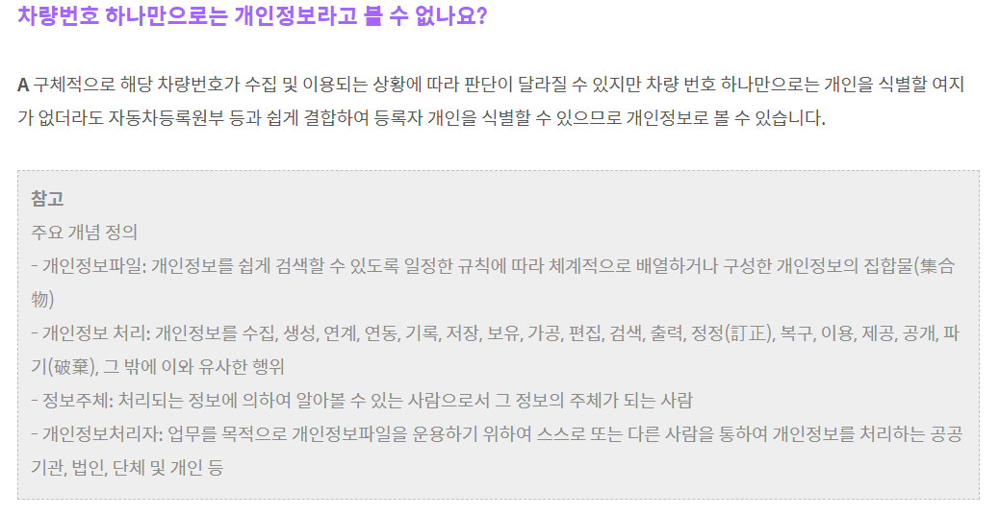 차량번호 하나만으로는 개인정보라고 볼 수 없나요?
A 구체적으로 해당 차량번호가 수집 및 이용되는 상황에 따라 판단이 달라질 수 있지만 차량 번호 하나만으로는 개인을 식별할 여지
가 없더라도 자동차등록원부 등과 쉽게 결합하여 등록자 개인을 식별할 수 있으므로 개인정보로 볼 수 있습니다.
참고
주요 개념 정의
- 개인정보파일: 개인정보를 쉽게 검색할 수 있도록 일정한 규칙에 따라 체계적으로 배열하거나 구성한 개인정보의 집합물(集合
物)
- 개인정보 처리: 개인정보를 수집, 생성, 연계, 연동, 기록, 저장, 보유, 가공, 편집, 검색, 출력, 정정(訂正), 복구, 이용, 제공, 공개, 파
기(破棄), 그 밖에 이와 유사한 행위
- 정보주체: 처리되는 정보에 의하여 알아볼 수 있는 사람으로서 그 정보의 주체가 되는 사람
- 개인정보처리자: 업무를 목적으로 개인정보파일을 운용하기 위하여 스스로 또는 다른 사람을 통하여 개인정보를 처리하는 공공
기관, 법인, 단체 및 개인 등